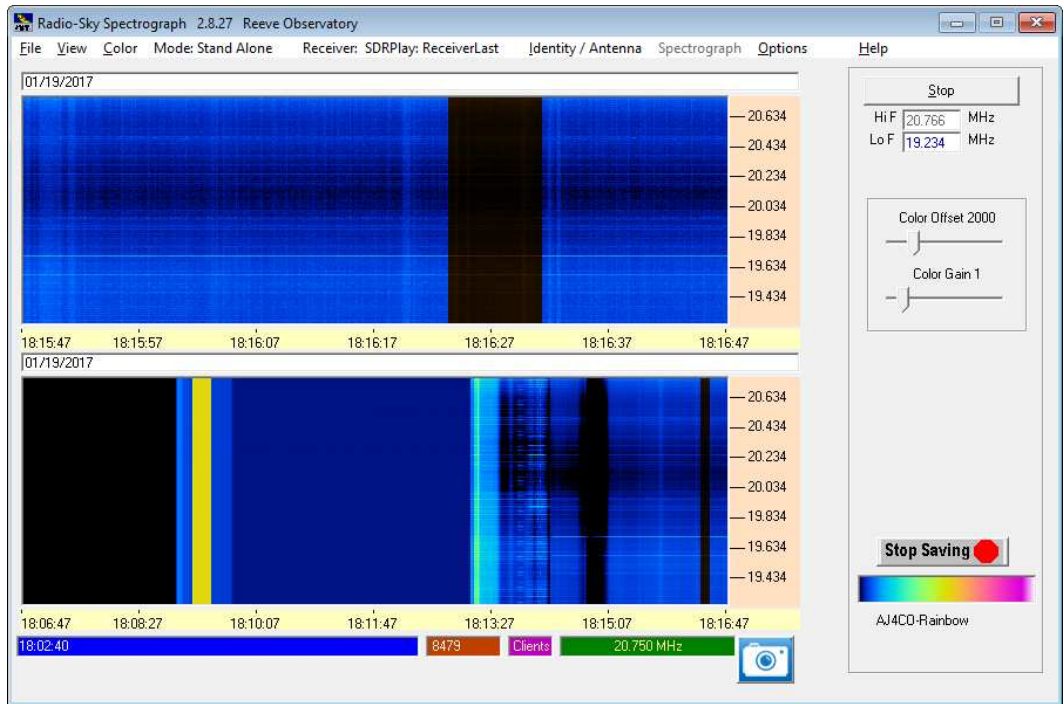 Radio-Sky Spectrograph 2.8.27 Reeve Observatory
File View Color Mode: Stand Alone Receiver: SDRPlay: ReceiverLast Identity / Antenna Spectrograph Options Help
01/19/2017
20.634
20.434
20.234
20.034
19.834
19.634
19.434
18:15:47 18:15:57 18:16:07 18:16:17 18:16:27 18:16:37 18:16:47
01/19/2017
20.634
20.434
20.234
20.034
19.834
19.634
19.434
18:06:47 18:08:27 18:10:07 18:11:47 18:13:27 18:15:07 18:16:47
18:02:40 8479 Clients 20.750 MHz
Stop
Hi F 20.766 MHz
Lo F 19.234 MHz
Color Offset 2000
Color Gain 1
Stop Saving
AJ4CO-Rainbow